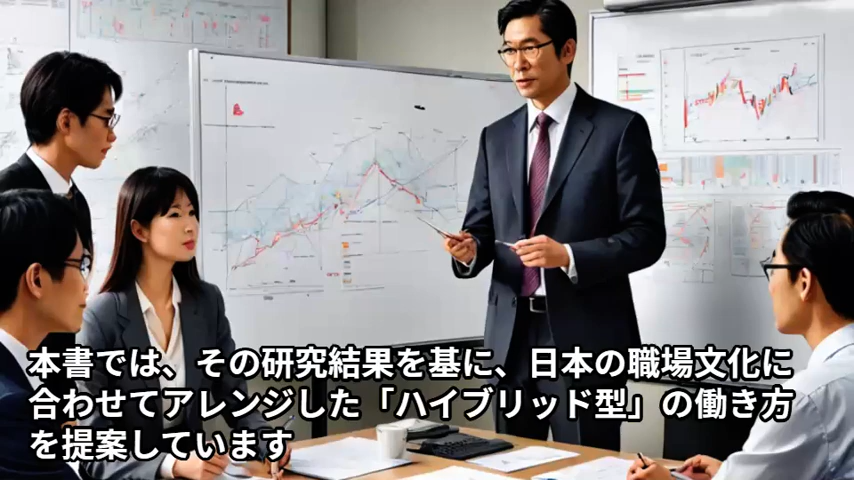 本書では、その研究結果を基に、日本の職場文化に
合わせてアレンジした「ハイブリッド型」の働き方
を提案しています